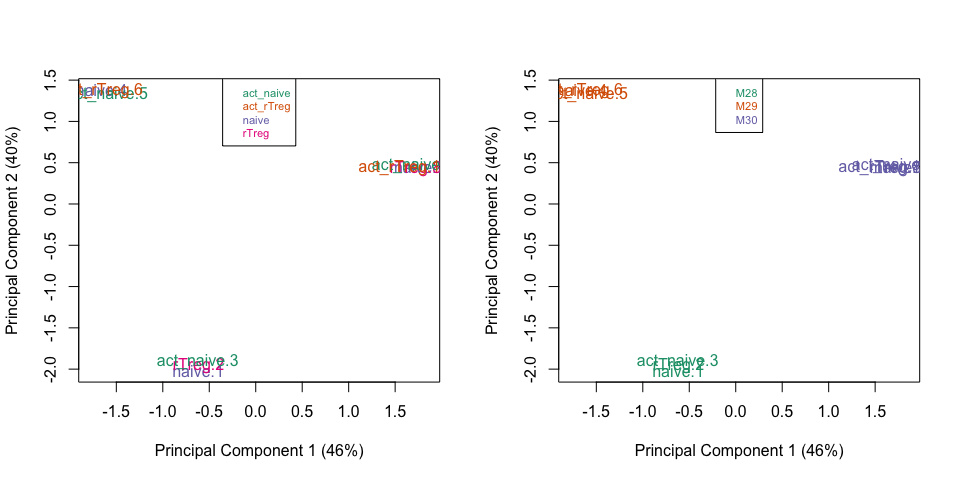 1.5
1.0
0.5
0.0
-0.5
-1.0
-1.5
-2.0
Principal Component 2 (40%)
act_naive
act_rTreg
naive
rTreg
act_naive.3
rTreg.2
naive.1
-1.5 -1.0 -0.5 0.0 0.5 1.0 1.5
Principal Component 1 (46%)
1.5
1.0
0.5
0.0
-0.5
-1.0
-1.5
-2.0
Principal Component 2 (40%)
M28
M29
M30
act_naive.3
rTreg.2
naive.1
-1.5 -1.0 -0.5 0.0 0.5 1.0 1.5
Principal Component 1 (46%)